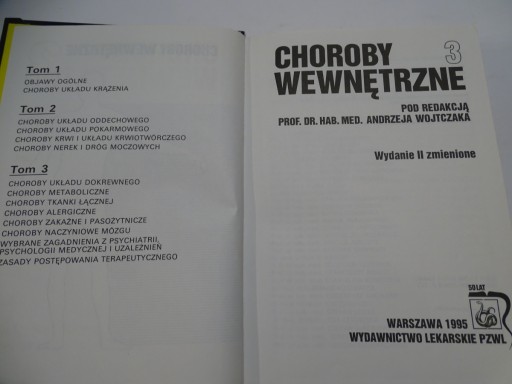 Tom 1
OBJAWY OGÓLNE
CHOROBY UKŁADU KRĄŻENIA
Tom 2
CHOROBY UKŁADU ODDECHOWEGO
CHOROBY UKŁADU POKARMOWEGO
CHOROBY KRWI I UKŁADU KRWIOTWÓRCZEGO
CHOROBY NEREK I DRÓG MOCZOWYCH
Tom 3
CHOROBY UKŁADU DOKREWNEGO
CHOROBY METABOLICZNE
CHOROBY TKANKI ŁĄCZNEJ
CHOROBY ALERGICZNE
CHOROBY ZAKAŹNE I PASOŻYTNICZE
CHOROBY NACZYNIOWE MÓZGU
WYBRANE ZAGADNIENIA Z PSYCHIATRII,
PSYCHOLOGII MEDYCZNEJ I UZALEŻNIEŃ
ZASADY POSTĘPOWANIA TERAPEUTYCZNEGO
CHOROBY 3
WEWNĘTRZNE
POD REDAKCJĄ
PROF. DR. HAB. MED. ANDRZEJA WOJTCZAKA
Wydanie II zmienione
50 LAT
WARSZAWA 1995
WYDAWNICTWO LEKARSKIE PZWL